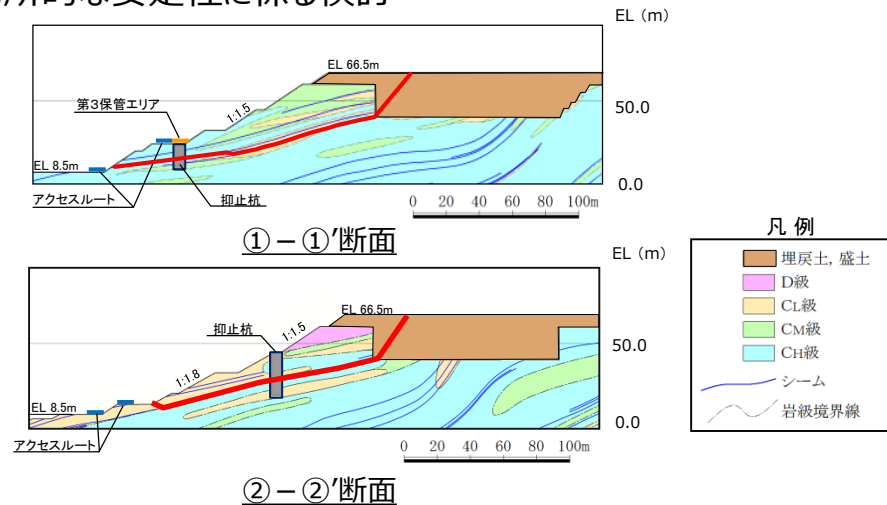 EL（m）
EL 66.5m
第３保管エリア
1:1.5
50.0
EL 8.5m
0.0
アクセスルート
抑止杭
0 20 40 60 80 100m
①－①’断面
凡 例
埋戻土, 盛土
D級
CL級
CM級
CH級
シーム
岩級境界線
EL（m）
EL 66.5m
抑止杭
1:1.5
50.0
1:1.8
EL 8.5m
0.0
アクセスルート
0 20 40 60 80 100m
②－②’断面